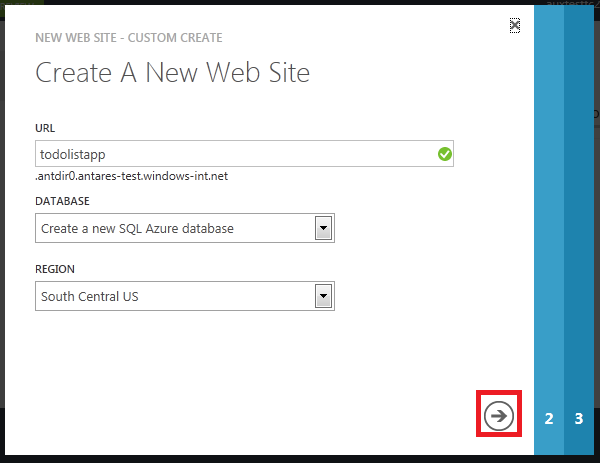 NEW WEB SITE - CUSTOM CREATE
Create A New Web Site
URL
todolistapp
.antdir0.antares-test.windows-int.net
DATABASE
Create a new SQL Azure database
REGION
South Central US
2 3